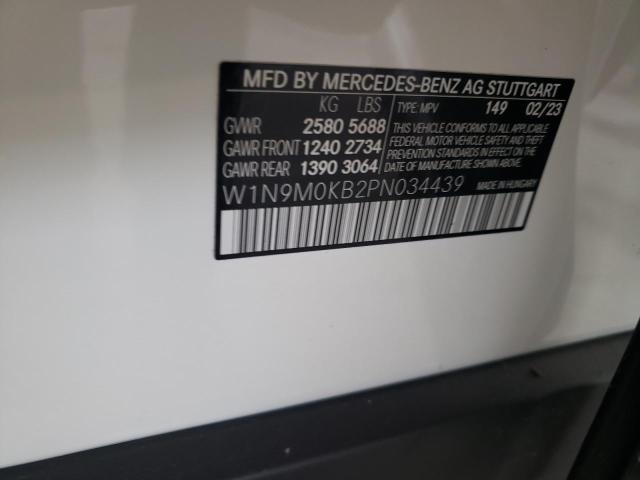 MFD BY MERCEDES-BENZ AG STUTTGART
KG LBS TYPE: MPV 149 02/23
GVWR 2580 5688 THIS VEHICLE CONFORMS TO ALL APPLICABLE
GAWR FRONT 1240 2734 FEDERAL MOTOR VEHICLE SAFETY AND THEFT
PREVENTION STANDARDS IN EFFECT ON THE
GAWR REAR 1390 3064 DATE OF MANUFACTURE SHOWN ABOVE.
W1N9M0KB2PN034439 MADE IN HUNGARY